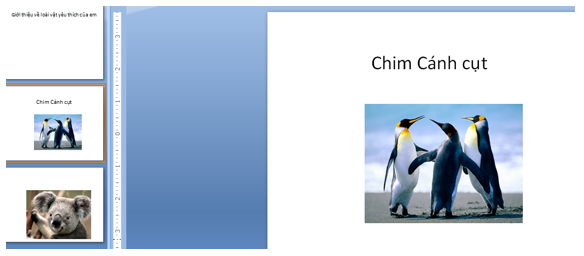 Giới thiệu về loài vật yêu thích của em
Chim Cánh cụt
Chim Cánh cụt